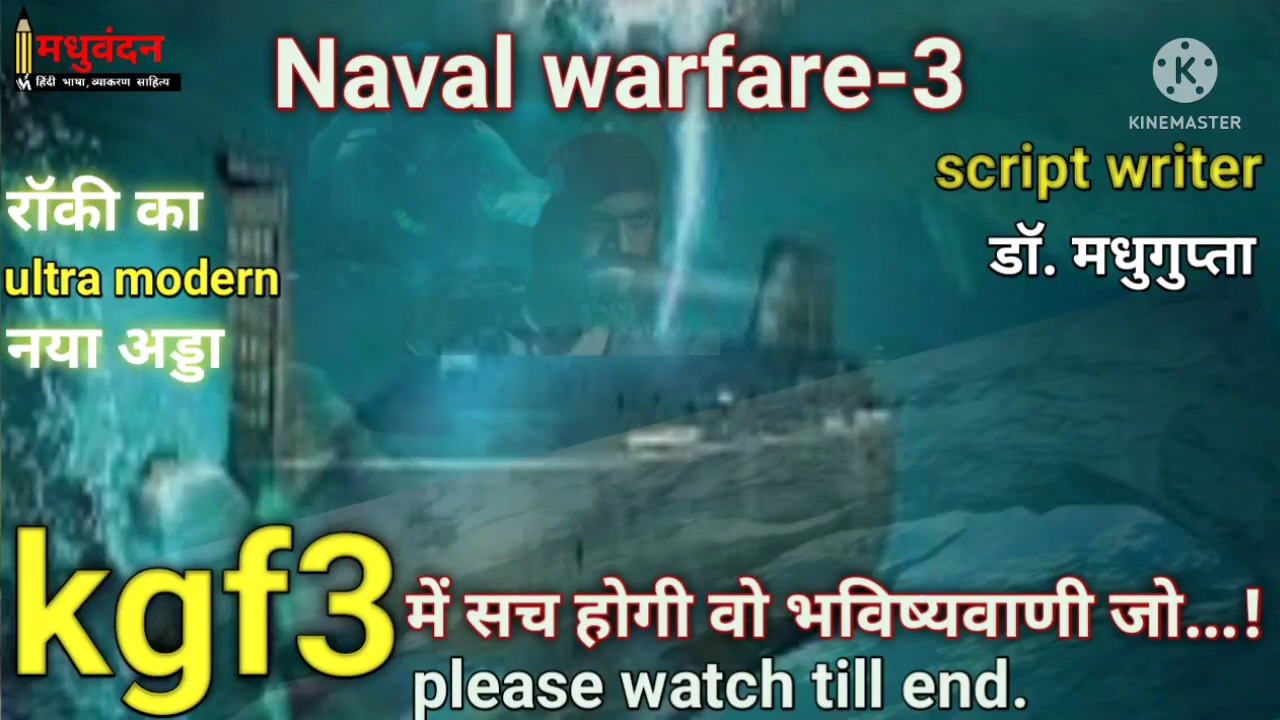 मधुवंदन
हिंदी भाषा, व्याकरण साहित्य
Naval warfare-3
K
KINEMASTER
script writer
डॉ. मधुगुप्ता
रॉकी का
ultra modern
नया अड्डा
kgf3 में सच होगी वो भविष्यवाणी जो...!
please watch till end.